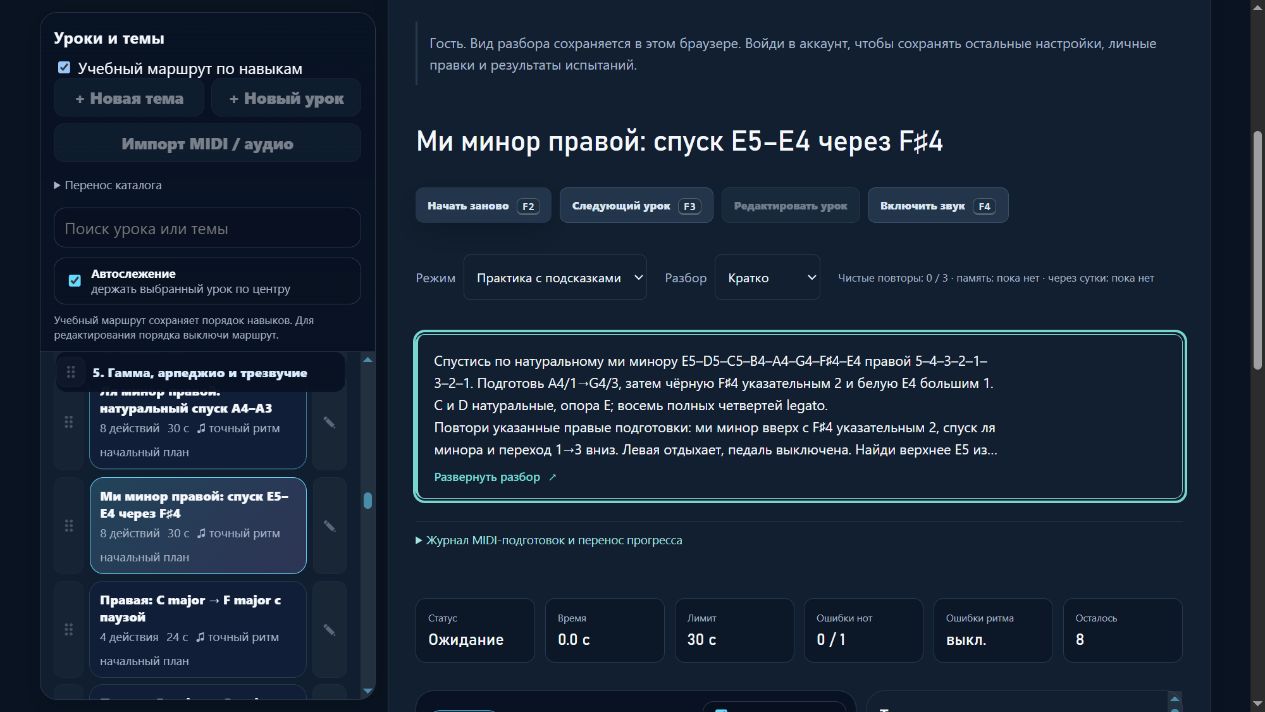 Уроки и темы
Учебный маршрут по навыкам
+ Новая тема
+ Новый урок
Импорт MIDI / аудио
Перенос каталога
Поиск урока или темы
Автослежение
держать выбранный урок по центру
Учебный маршрут сохраняет порядок навыков. Для
редактирования порядка выключи маршрут.
5. Гамма, арпеджио и трезвучие
Ля минор правой:
натуральный спуск A4–A3
8 действий 30 с ♫ точный ритм
начальный план
Ми минор правой: спуск E5–
E4 через F♯4
8 действий 30 с ♫ точный ритм
начальный план
Правая: C major → F major с
паузой
4 действия 24 с ♫ точный ритм
начальный план
Гость. Вид разбора сохраняется в этом браузере. Войди в аккаунт, чтобы сохранять остальные настройки, личные
правки и результаты испытаний.
Ми минор правой: спуск E5–E4 через F♯4
Начать заново F2
Следующий урок F3
Редактировать урок
Включить звук F4
Режим
Практика с подсказками
Разбор
Кратко
Чистые повторы: 0 / 3 · память: пока нет · через сутки: пока нет
Спустись по натуральному ми минору E5–D5–C5–B4–A4–G4–F♯4–E4 правой 5–4–3–2–1–
3–2–1. Подготовь A4/1→G4/3, затем чёрную F♯4 указательным 2 и белую E4 большим 1.
C и D натуральные, опора E; восемь полных четвертей legato.
Повтори указанные правые подготовки: ми минор вверх с F♯4 указательным 2, спуск ля
минора и переход 1→3 вниз. Левая отдыхает, педаль выключена. Найди верхнее E5 из…
Развернуть разбор ↗
Журнал MIDI-подготовок и перенос прогресса
Статус
Ожидание
Время
0.0 с
Лимит
30 с
Ошибки нот
0 / 1
Ошибки ритма
выкл.
Осталось
8